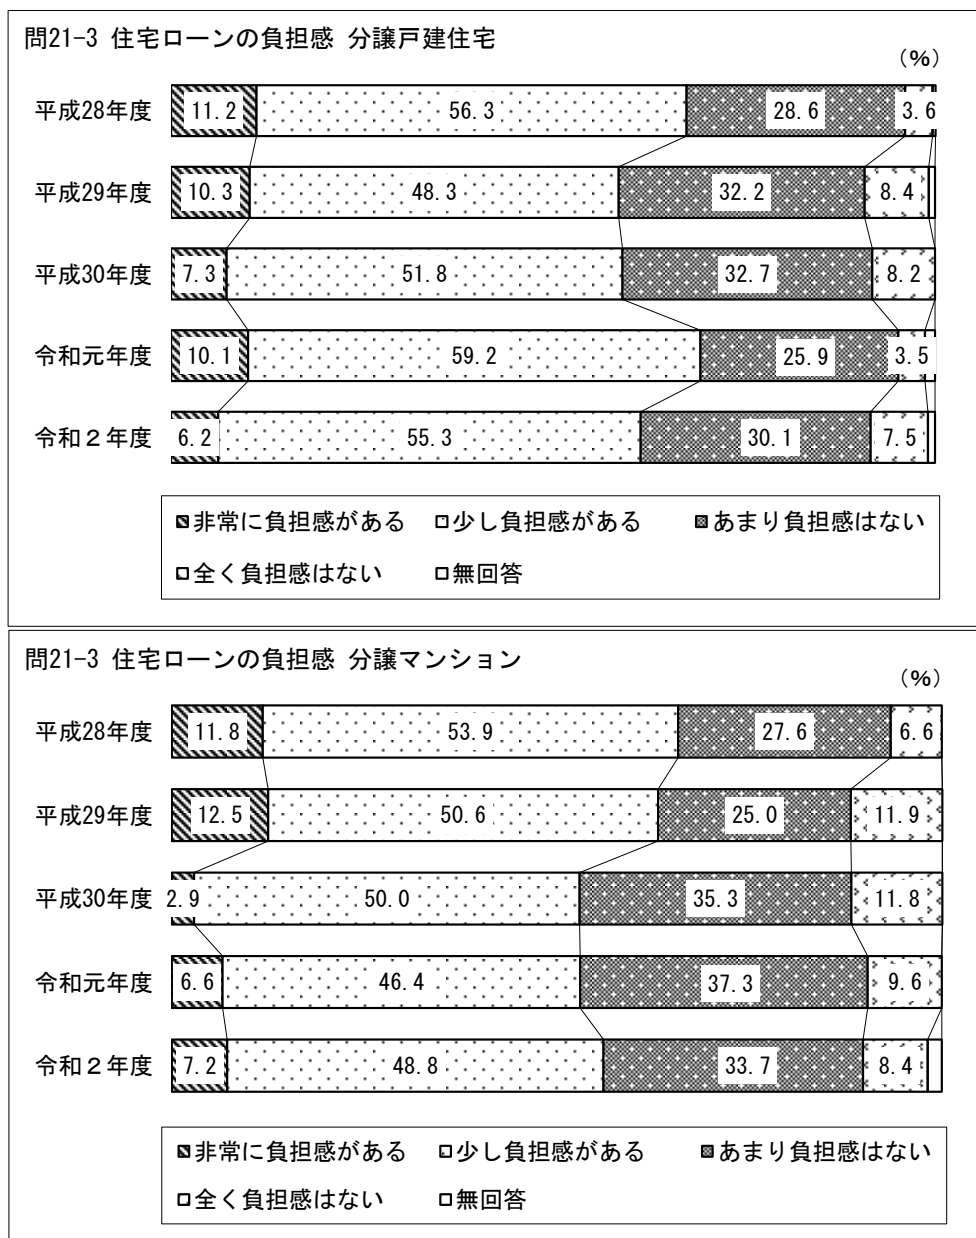 問21-3 住宅ローンの負担感 分譲戸建住宅
(%)
平成28年度 11.2 56.3 28.6 3.6
平成29年度 10.3 48.3 32.2 8.4
平成30年度 7.3 51.8 32.7 8.2
令和元年度 10.1 59.2 25.9 3.5
令和２年度 6.2 55.3 30.1 7.5
非常に負担感がある 少し負担感がある あまり負担感はない
全く負担感はない 無回答
問21-3 住宅ローンの負担感 分譲マンション
(%)
平成28年度 11.8 53.9 27.6 6.6
平成29年度 12.5 50.6 25.0 11.9
平成30年度 2.9 50.0 35.3 11.8
令和元年度 6.6 46.4 37.3 9.6
令和２年度 7.2 48.8 33.7 8.4
非常に負担感がある 少し負担感がある あまり負担感はない
全く負担感はない 無回答